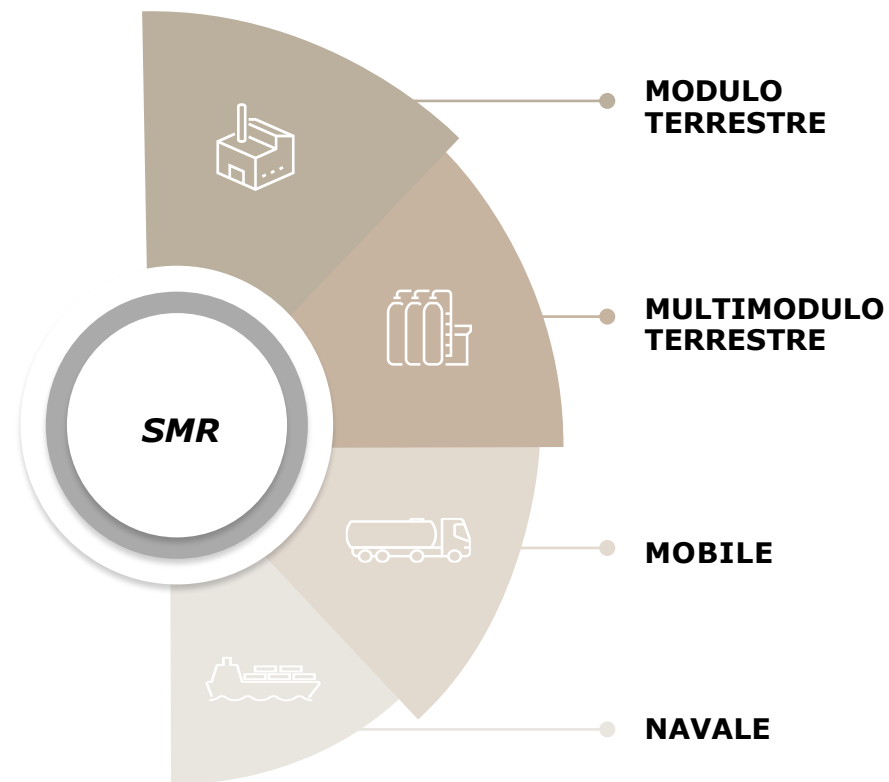 MODULO
TERRESTRE
MULTIMODULO
TERRESTRE
SMR
MOBILE
NAVALE